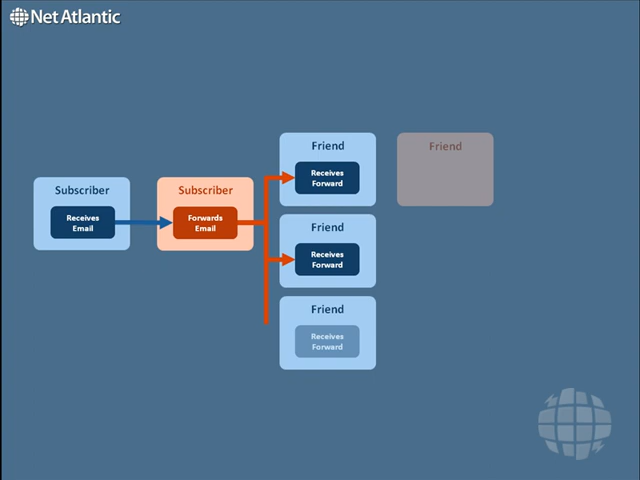 Net Atlantic
Subscriber
Receives
Email
Subscriber
Forwards
Email
Friend
Receives
Forward
Friend
Receives
Forward
Friend
Receives
Forward
Friend